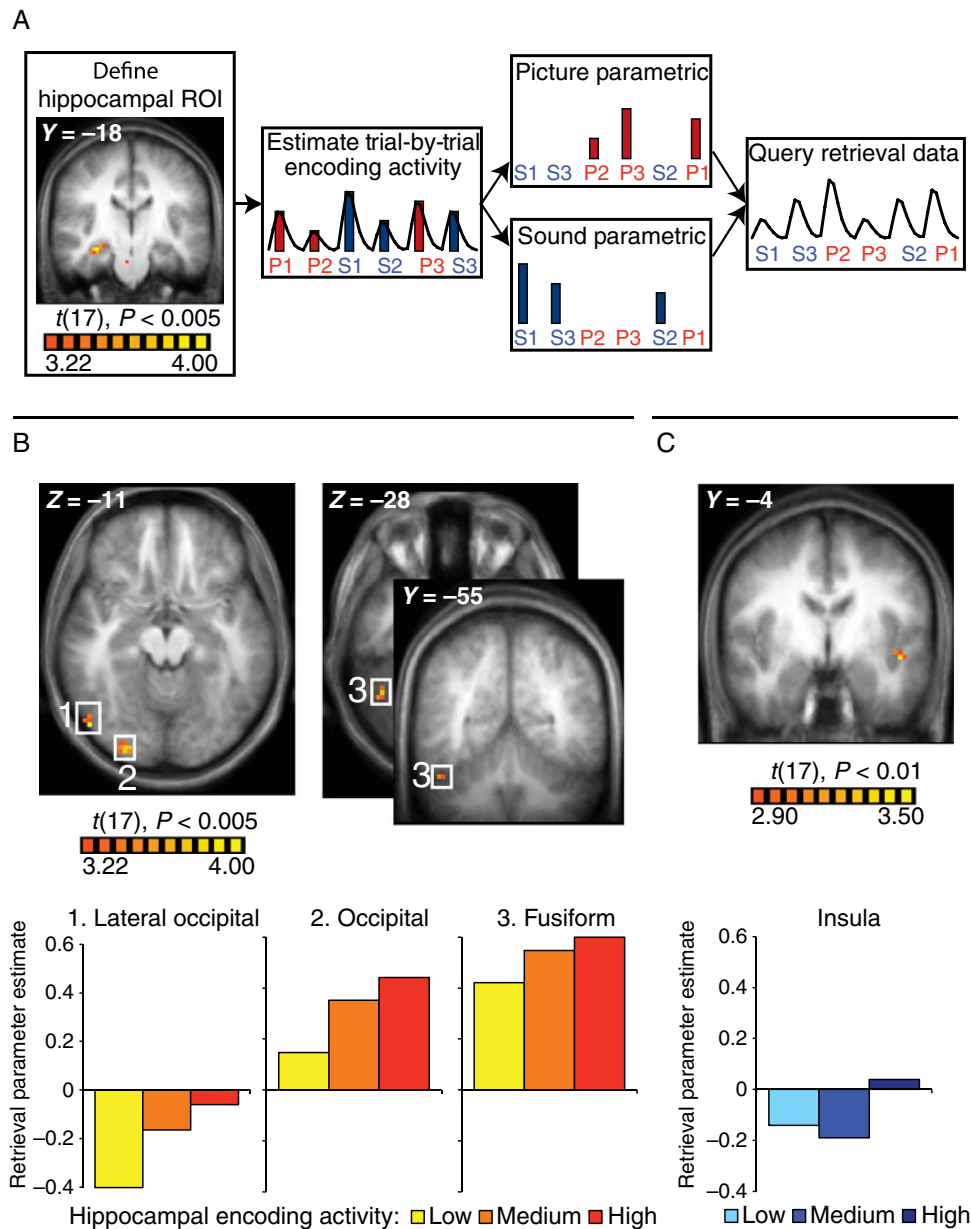 A
Define
hippocampal ROI
Y = –18
t(17), P < 0.005
3.22 4.00
Estimate trial-by-trial
encoding activity
P1 P2 S1 S2 P3 S3
Picture parametric
S1 S3 P2 P3 S2 P1
Sound parametric
S1 S3 P2 P3 S2 P1
Query retrieval data
S1 S3 P2 P3 S2 P1
B
Z = –11
1
2
t(17), P < 0.005
3.22 4.00
Z = –28
3
Y = –55
3
C
Y = –4
t(17), P < 0.01
2.90 3.50
1. Lateral occipital
2. Occipital
3. Fusiform
Retrieval parameter estimate
0.6
0.4
0.2
0
–0.2
–0.4
Hippocampal encoding activity: Low Medium High
Insula
Retrieval parameter estimate
0.6
0.4
0.2
0
–0.2
–0.4
Low Medium High